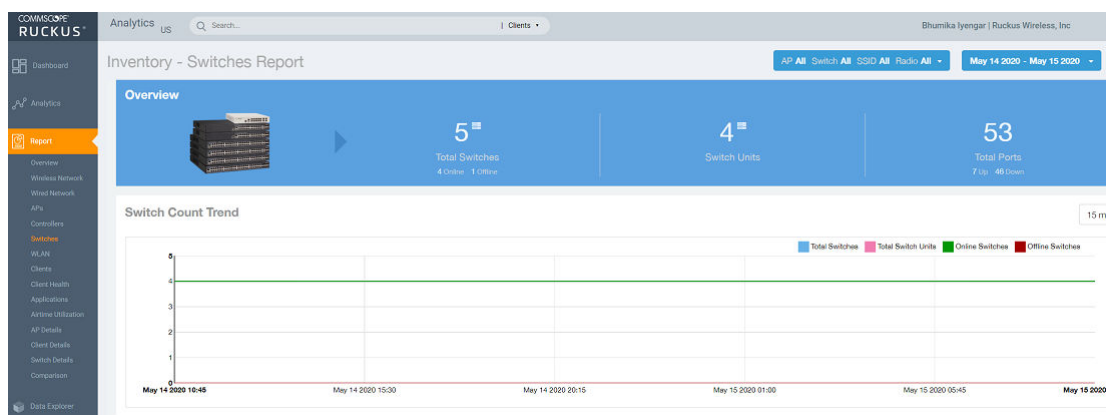 COMMSCOPE
RUCKUS
Analytics US
Search...
| Clients
Bhumika Iyengar | Ruckus Wireless, Inc
Dashboard
Analytics
Report
Overview
Wireless Network
Wired Network
APs
Controllers
Switches
WLAN
Clients
Client Health
Applications
Airtime Utilization
AP Details
Client Details
Switch Details
Comparison
Data Explorer
Inventory - Switches Report
AP All Switch All SSID All Radio All
May 14 2020 - May 15 2020
Overview
5
Total Switches
4 Online 1 Offline
4
Switch Units
53
Total Ports
7 Up 46 Down
Switch Count Trend
15 m
Total Switches Total Switch Units Online Switches Offline Switches
5
4
3
2
1
0
May 14 2020 10:45 May 14 2020 15:30 May 14 2020 20:15 May 15 2020 01:00 May 15 2020 05:45 May 15 2020